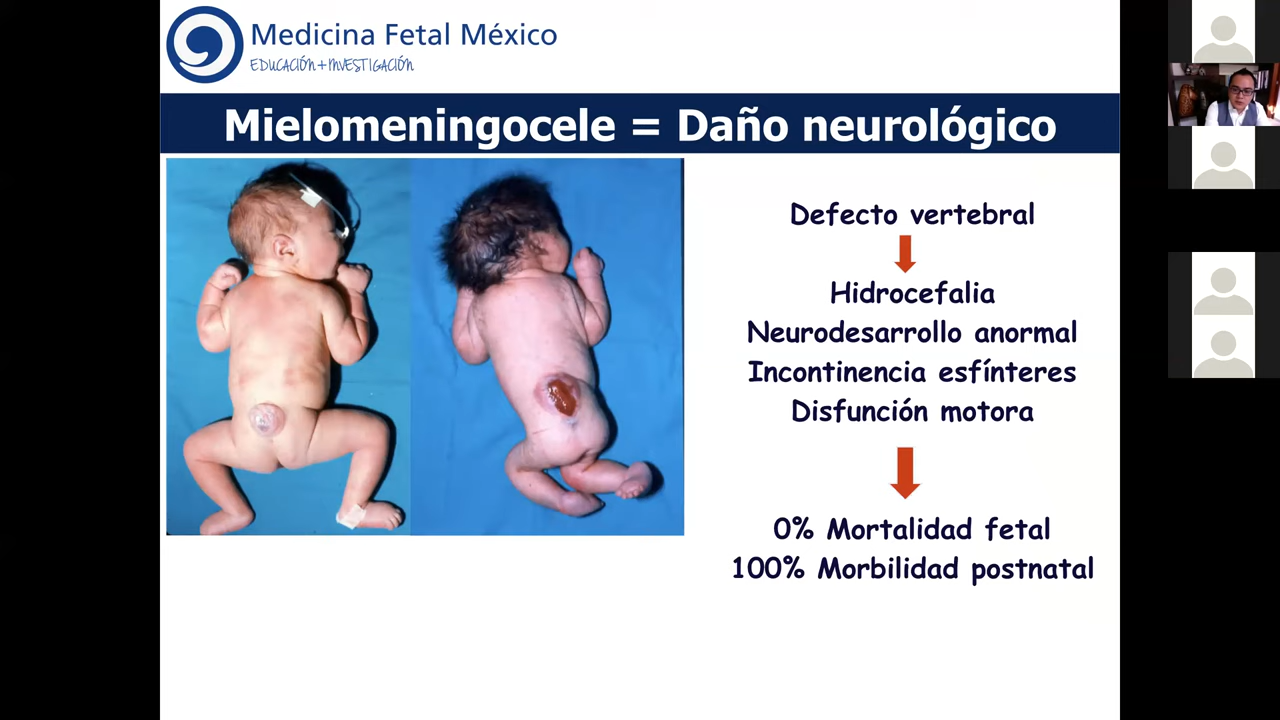 Medicina Fetal México
EDUCACIÓN+INVESTIGACIÓN
Mielomeningocele = Daño neurológico
Defecto vertebral
Hidrocefalia
Neurodesarrollo anormal
Incontinencia esfínteres
Disfunción motora
0% Mortalidad fetal
100% Morbilidad postnatal